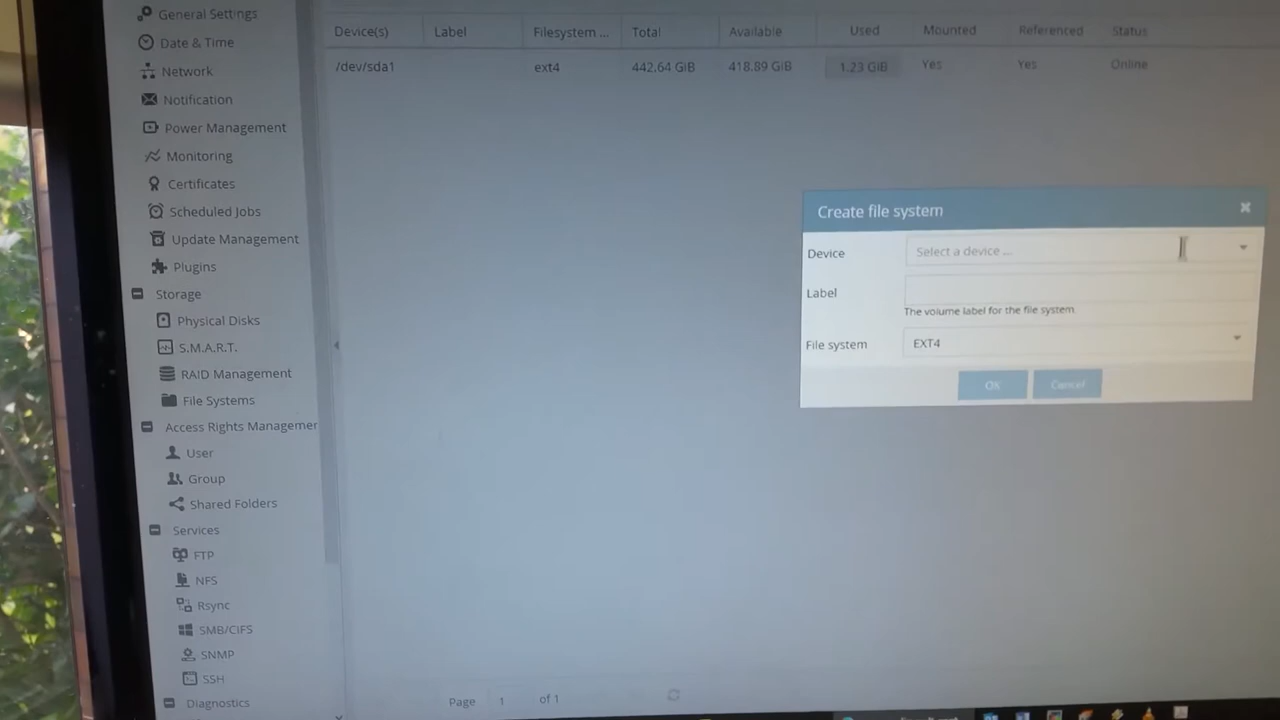 General Settings
Date & Time
Network
Notification
Power Management
Monitoring
Certificates
Scheduled Jobs
Update Management
Plugins
Storage
Physical Disks
S.M.A.R.T.
RAID Management
File Systems
Access Rights Managemer
User
Group
Shared Folders
Services
FTP
NFS
Rsync
SMB/CIFS
SNMP
SSH
Diagnostics
Device(s) Label Filesystem ... Total Available Used Mounted Referenced Status
/dev/sda1 ext4 442.64 GiB 418.89 GiB 1.23 GiB Yes Yes Online
Create file system
Device Select a device ...
Label
The volume label for the file system.
File system EXT4
OK Cancel
Page 1 of 1